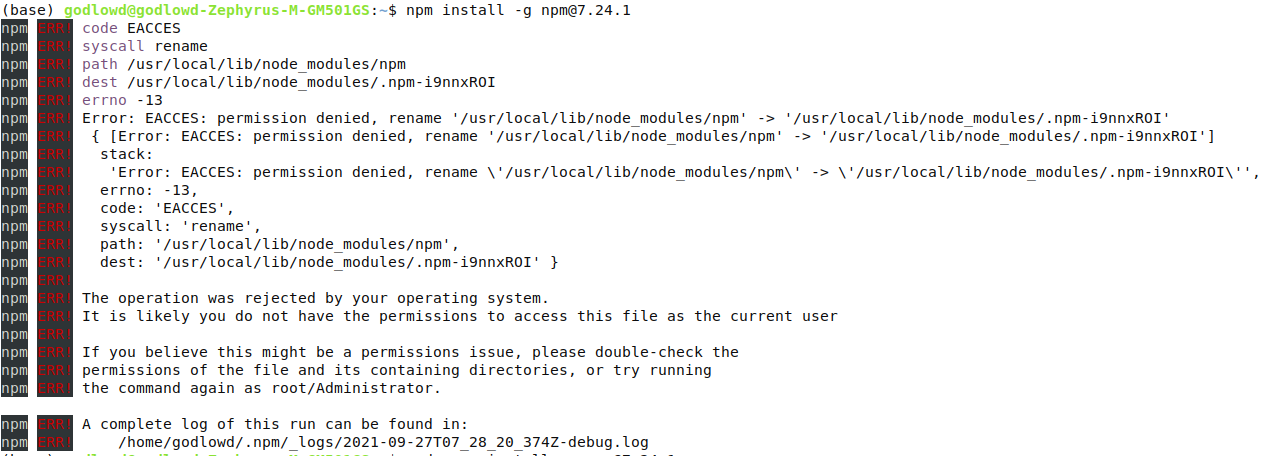 (base) godlowd@godlowd-Zephyrus-M-GM501GS:~$ npm install -g npm@7.24.1
npm ERR! code EACCES
npm ERR! syscall rename
npm ERR! path /usr/local/lib/node_modules/npm
npm ERR! dest /usr/local/lib/node_modules/.npm-i9nnxROI
npm ERR! errno -13
npm ERR! Error: EACCES: permission denied, rename '/usr/local/lib/node_modules/npm' -> '/usr/local/lib/node_modules/.npm-i9nnxROI'
npm ERR!  { [Error: EACCES: permission denied, rename '/usr/local/lib/node_modules/npm' -> '/usr/local/lib/node_modules/.npm-i9nnxROI']
npm ERR!   stack:
npm ERR!    'Error: EACCES: permission denied, rename \'/usr/local/lib/node_modules/npm\' -> \'/usr/local/lib/node_modules/.npm-i9nnxROI\'',
npm ERR!   errno: -13,
npm ERR!   code: 'EACCES',
npm ERR!   syscall: 'rename',
npm ERR!   path: '/usr/local/lib/node_modules/npm',
npm ERR!   dest: '/usr/local/lib/node_modules/.npm-i9nnxROI' }
npm ERR!
npm ERR! The operation was rejected by your operating system.
npm ERR! It is likely you do not have the permissions to access this file as the current user
npm ERR!
npm ERR! If you believe this might be a permissions issue, please double-check the
npm ERR! permissions of the file and its containing directories, or try running
npm ERR! the command again as root/Administrator.
npm ERR! A complete log of this run can be found in:
npm ERR!     /home/godlowd/.npm/_logs/2021-09-27T07_28_20_374Z-debug.log